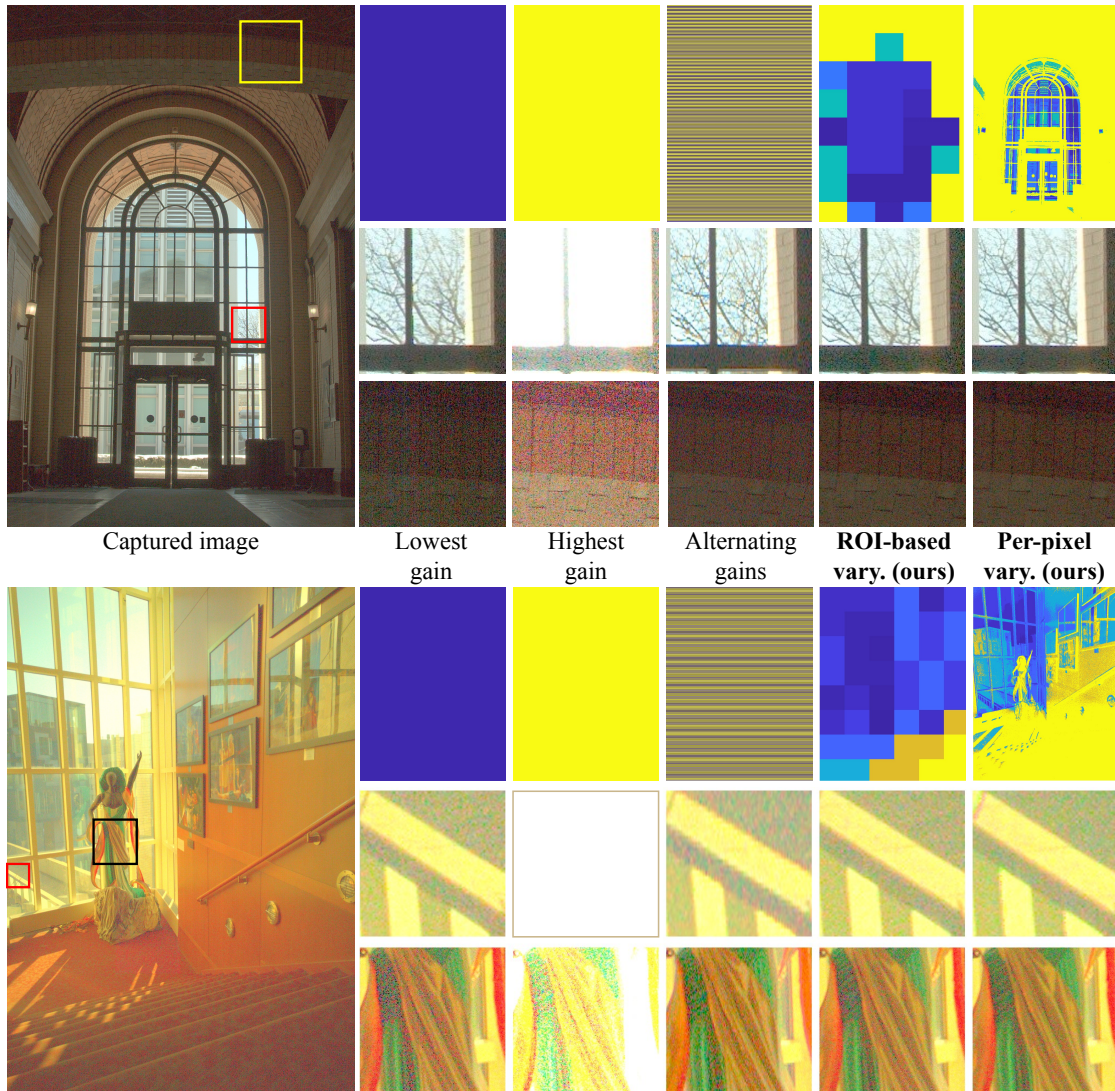 Captured image
Lowest gain
Highest gain
Alternating gains
ROI-based vary. (ours)
Per-pixel vary. (ours)